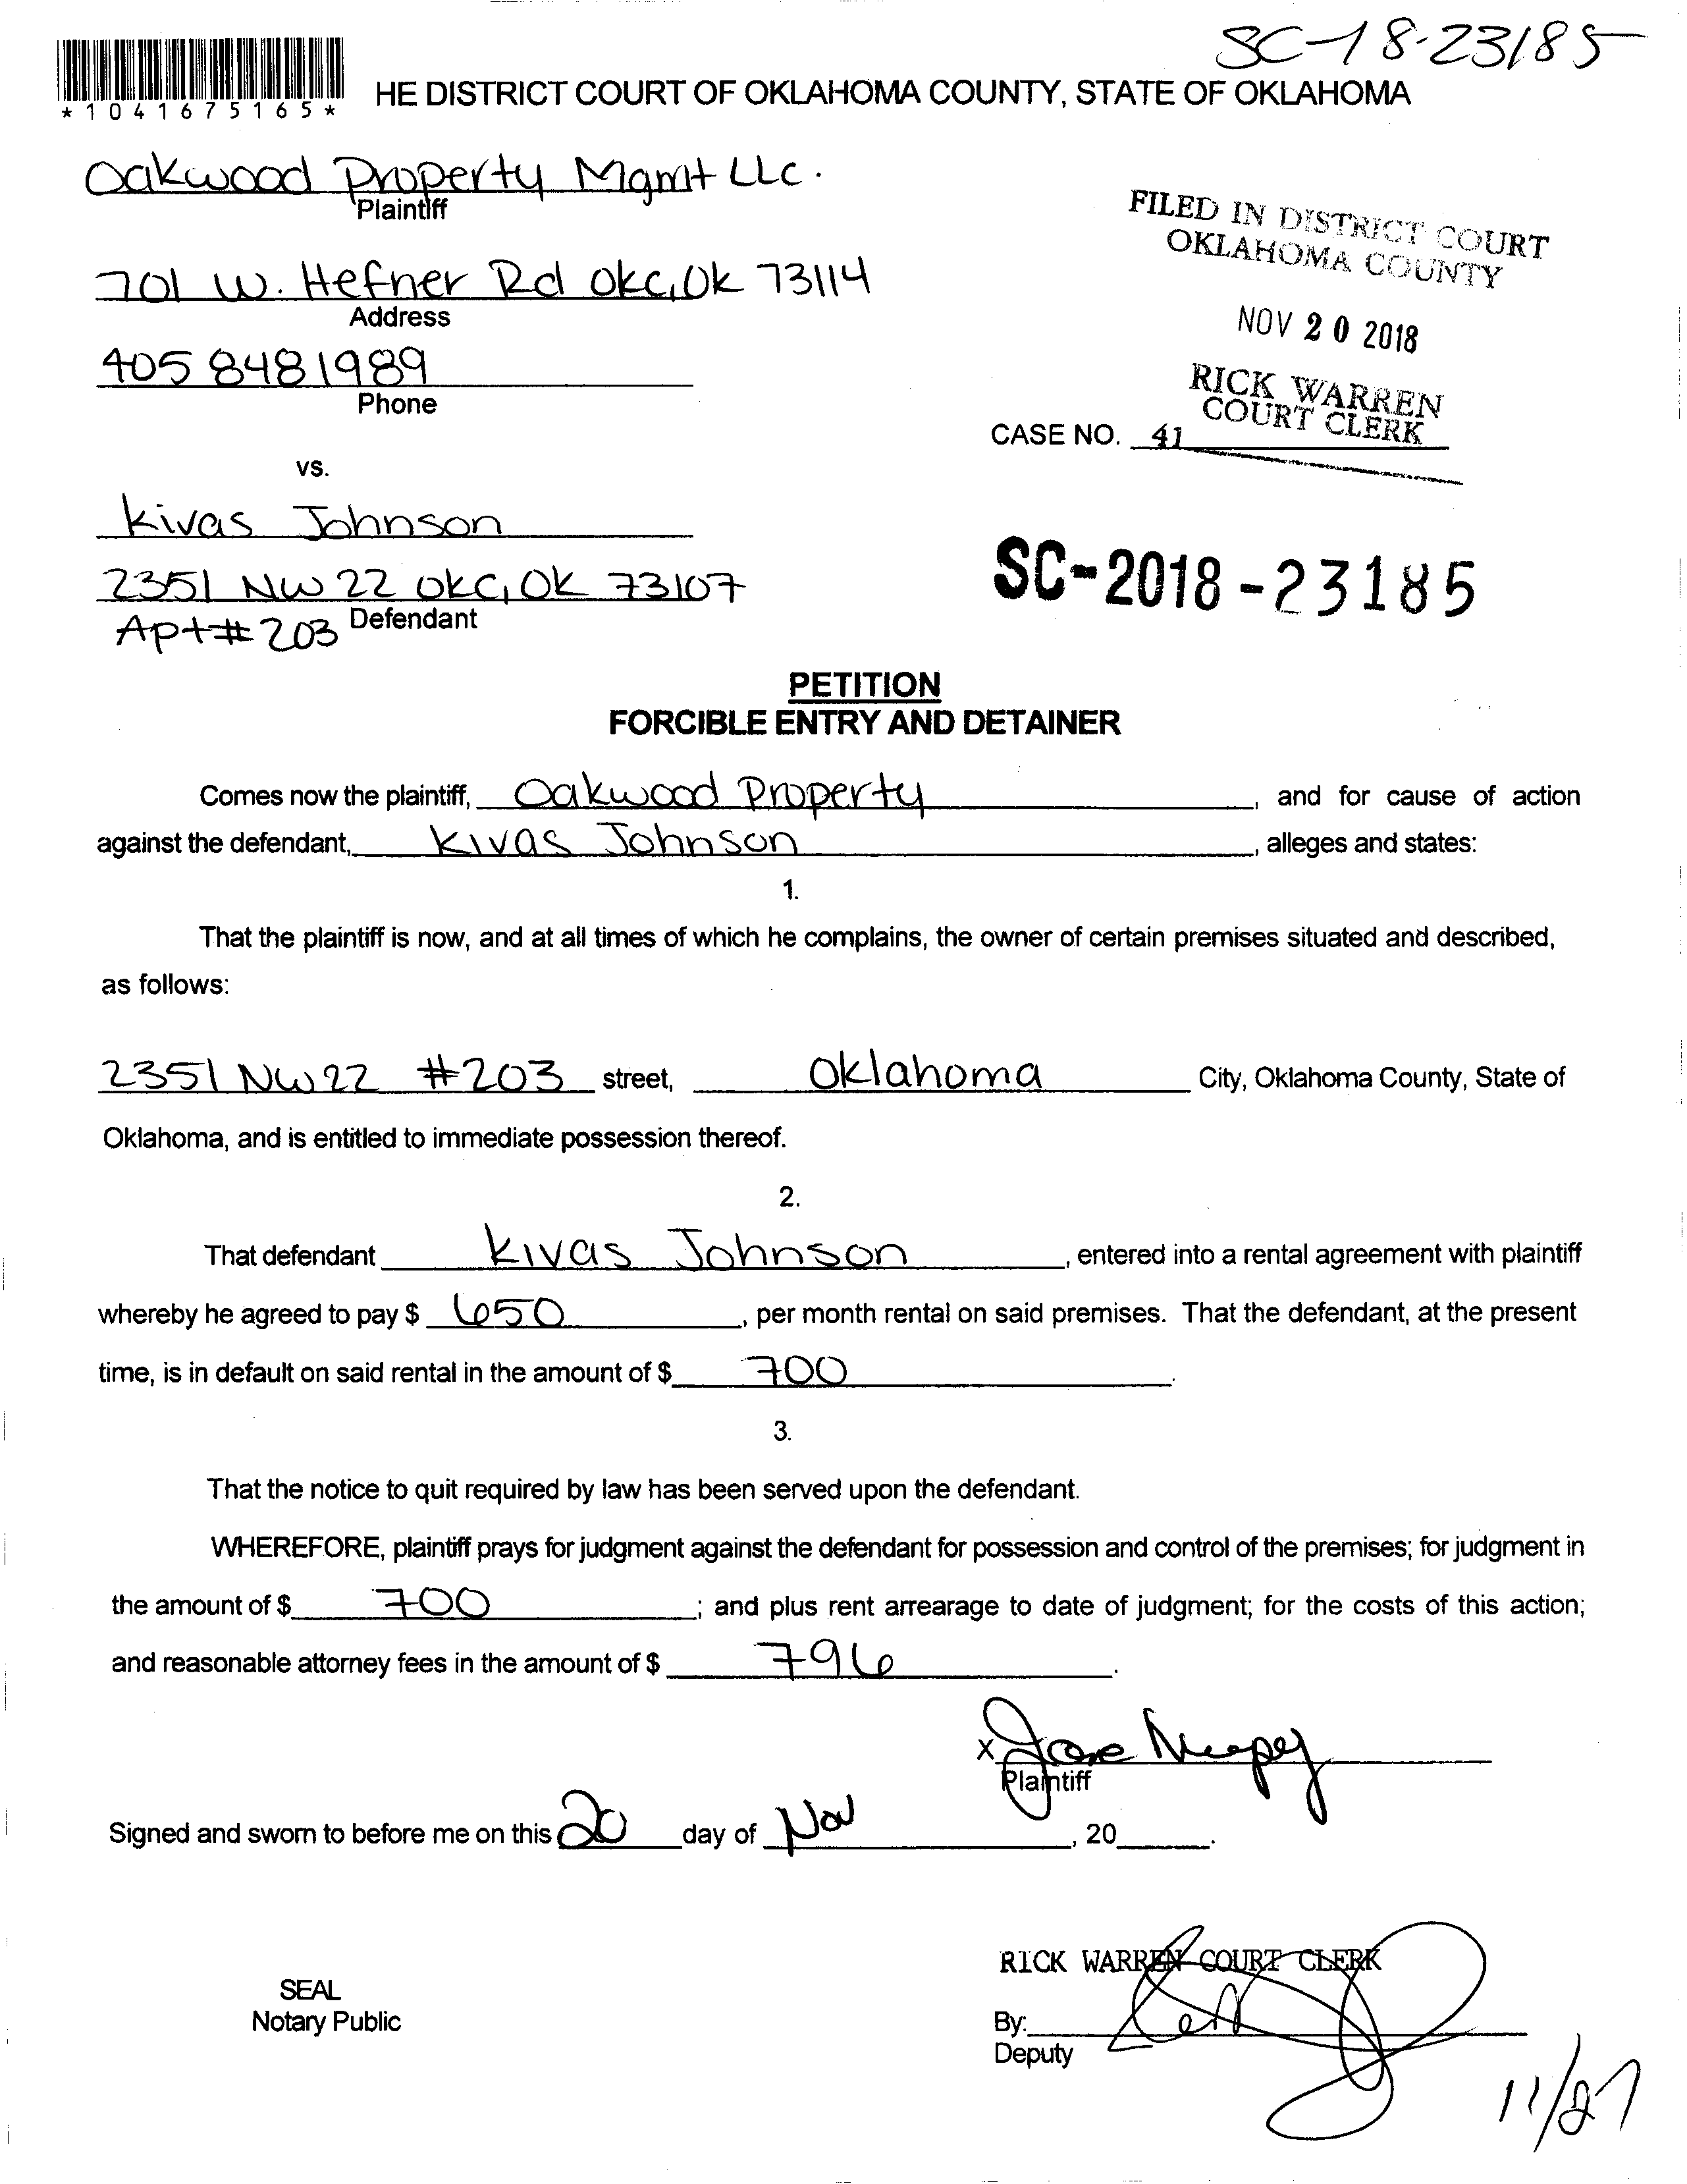 SC-18-23185
*1041675165*
HE DISTRICT COURT OF OKLAHOMA COUNTY, STATE OF OKLAHOMA
Oakwood Property Mgmt LLc.
Plaintiff
701 W. Hefner Rd OKC, OK 73114
Address
405 848 1989
Phone
FILED IN DISTRICT COURT
OKLAHOMA COUNTY
NOV 20 2018
RICK WARREN
COURT CLERK
CASE NO. 41
vs.
Kivas Johnson
2351 NW 22 OKC, OK 73107
Apt# 203 Defendant
SC-2018-23185
PETITION
FORCIBLE ENTRY AND DETAINER
Comes now the plaintiff, Oakwood Property, and for cause of action
against the defendant, Kivas Johnson, alleges and states:
1.
That the plaintiff is now, and at all times of which he complains, the owner of certain premises situated and described,
as follows:
2351 NW 22 #203 street, Oklahoma City, Oklahoma County, State of
Oklahoma, and is entitled to immediate possession thereof.
2.
That defendant Kivas Johnson, entered into a rental agreement with plaintiff
whereby he agreed to pay $ 650, per month rental on said premises. That the defendant, at the present
time, is in default on said rental in the amount of $ 700.
3.
That the notice to quit required by law has been served upon the defendant.
WHEREFORE, plaintiff prays for judgment against the defendant for possession and control of the premises; for judgment in
the amount of $ 700; and plus rent arrearage to date of judgment; for the costs of this action;
and reasonable attorney fees in the amount of $ 796.
X
Plaintiff
Signed and sworn to before me on this 20 day of Nov, 20 .
RICK WARREN COURT CLERK
SEAL
Notary Public
By:
Deputy
11/27